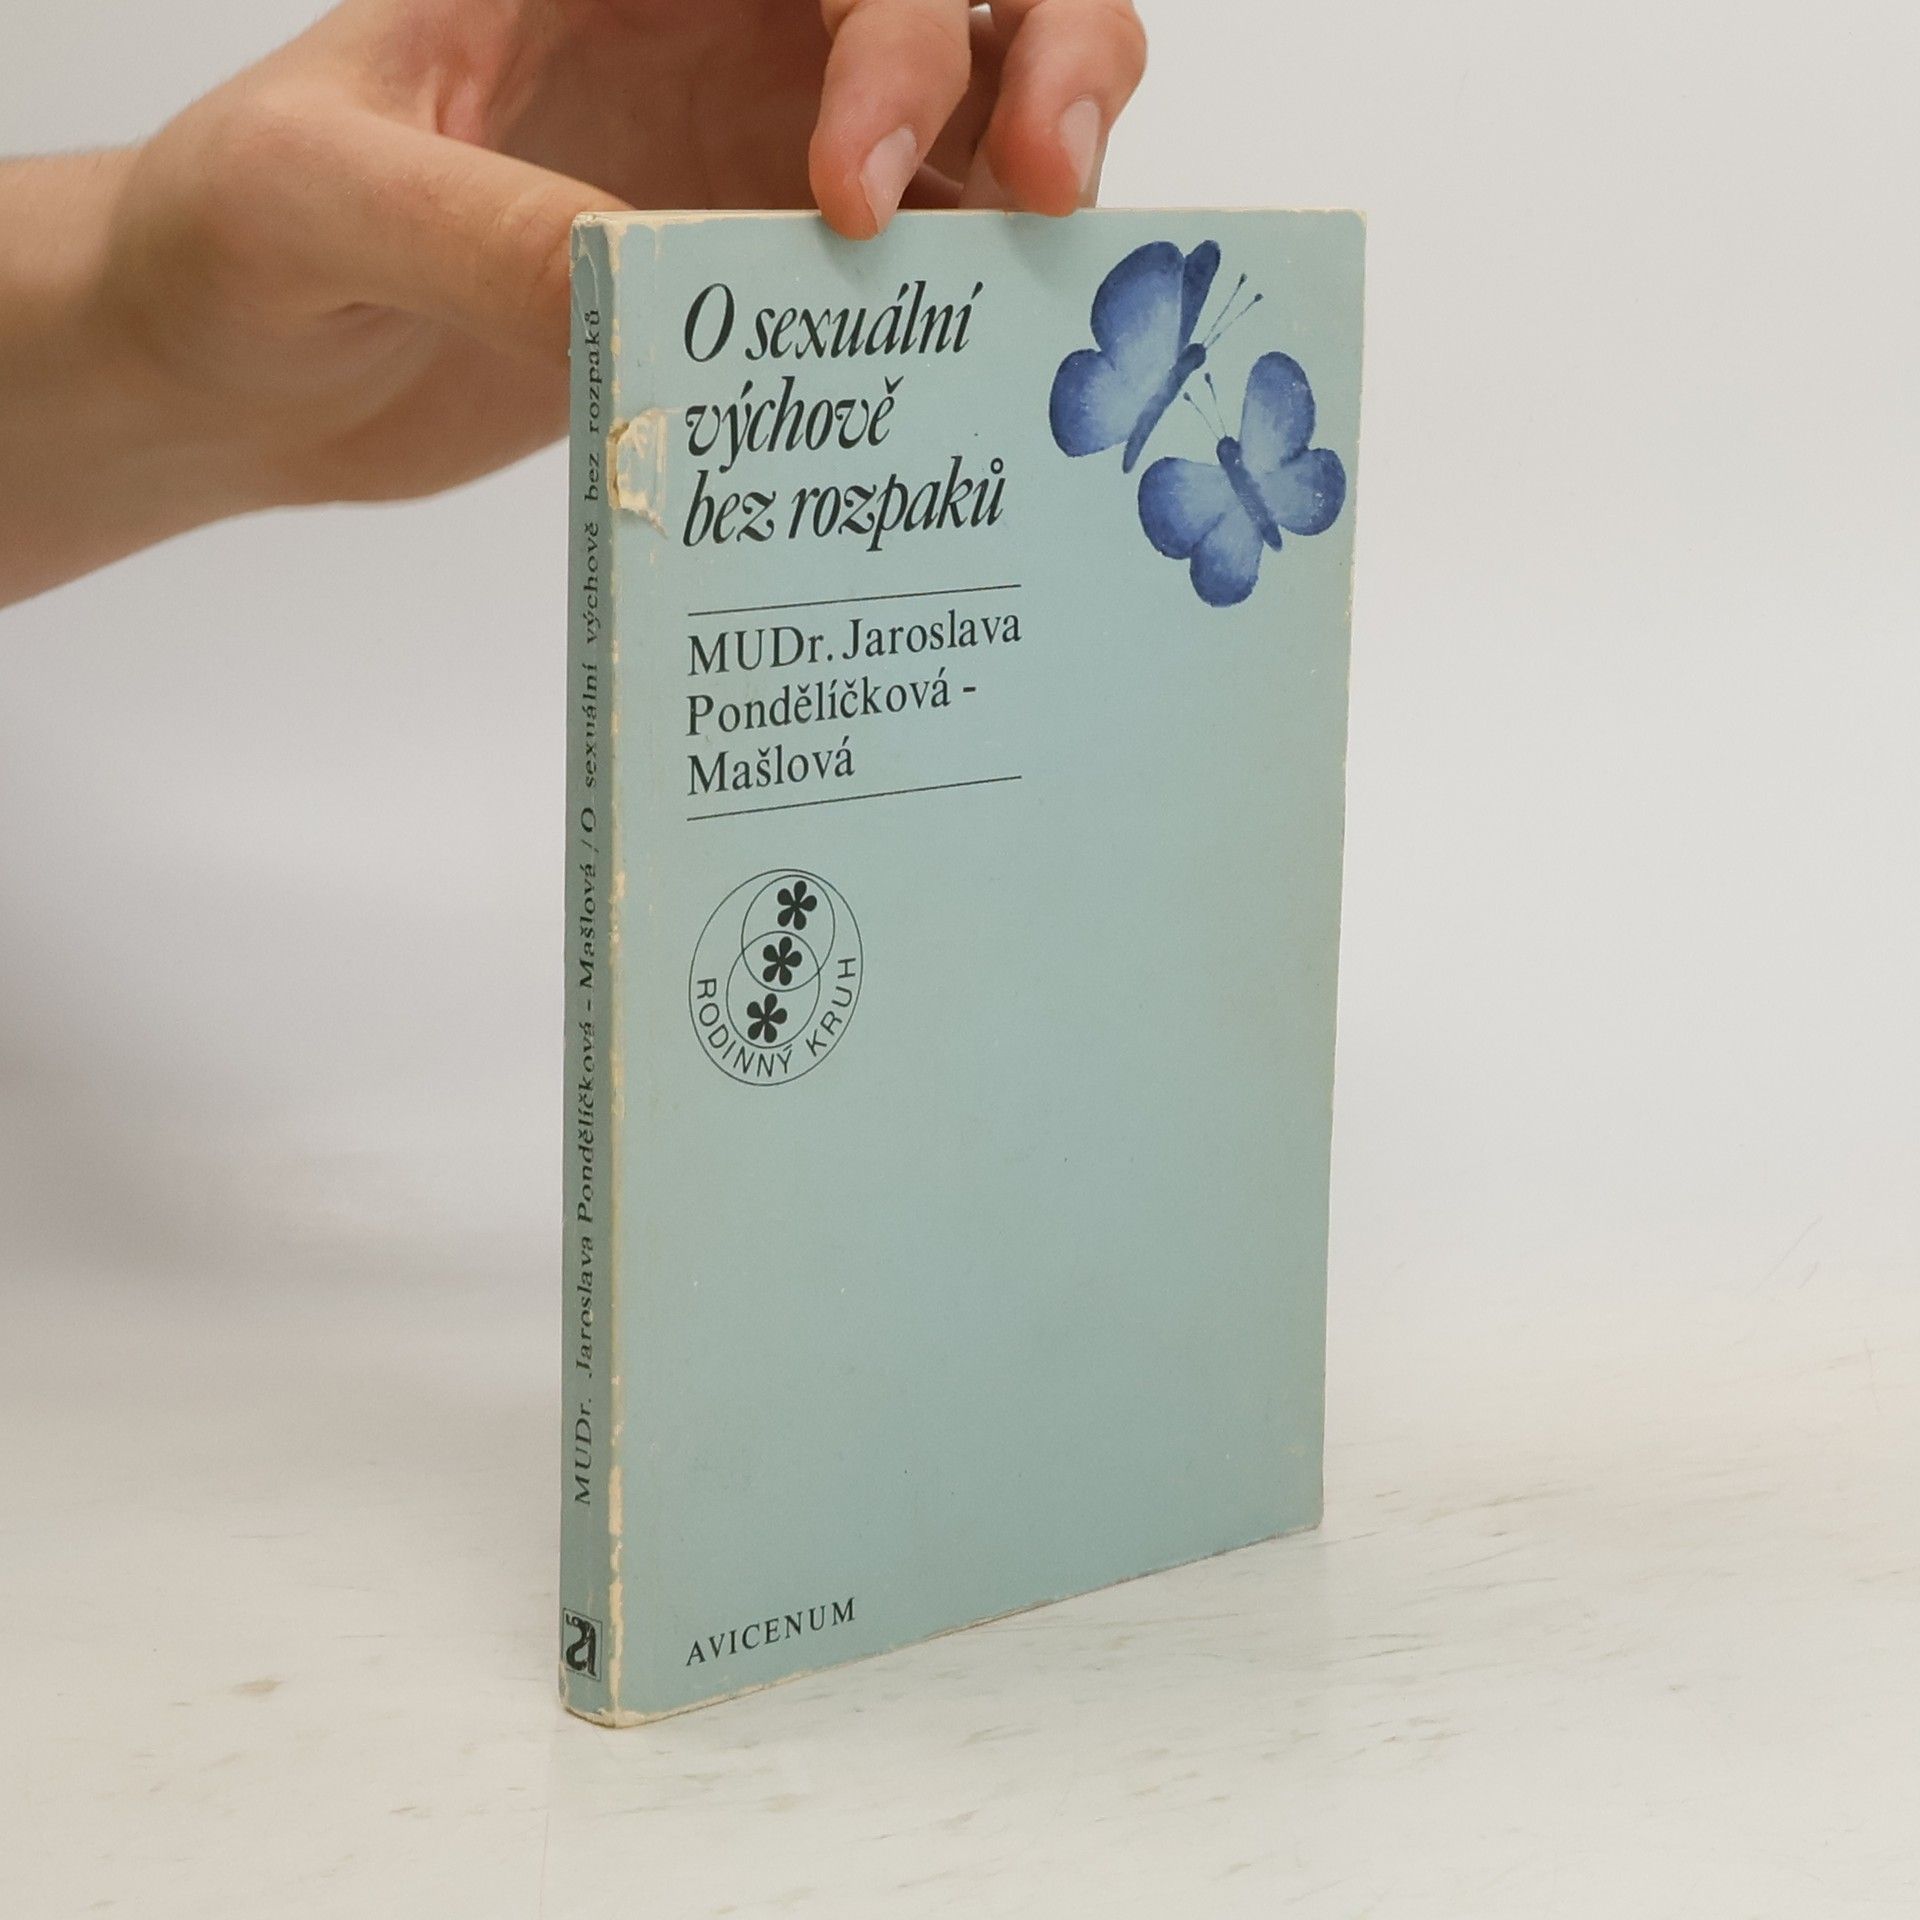 O sexuální
výchově
bez rozpaků
MUDr. Jaroslava
Pondělíčková -
Mašlová
RODINNÝ KRUH
AVICENUM
MUDr. Jaroslava Pondělíčková - Mašlová / O sexuální výchově bez rozpaků